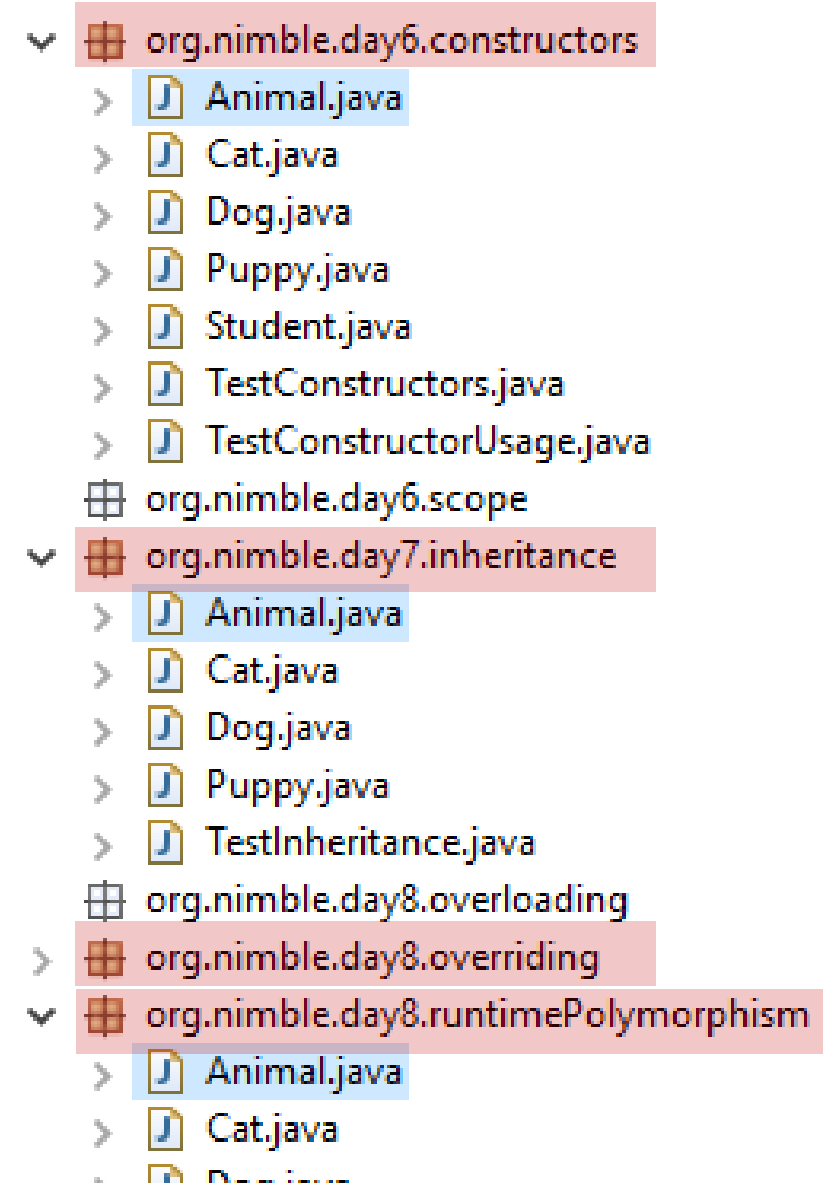 org.nimble.day6.constructors
Animal.java
Cat.java
Dog.java
Puppy.java
Student.java
TestConstructors.java
TestConstructorUsage.java
org.nimble.day6.scope
org.nimble.day7.inheritance
Animal.java
Cat.java
Dog.java
Puppy.java
TestInheritance.java
org.nimble.day8.overloading
org.nimble.day8.overriding
org.nimble.day8.runtimePolymorphism
Animal.java
Cat.java